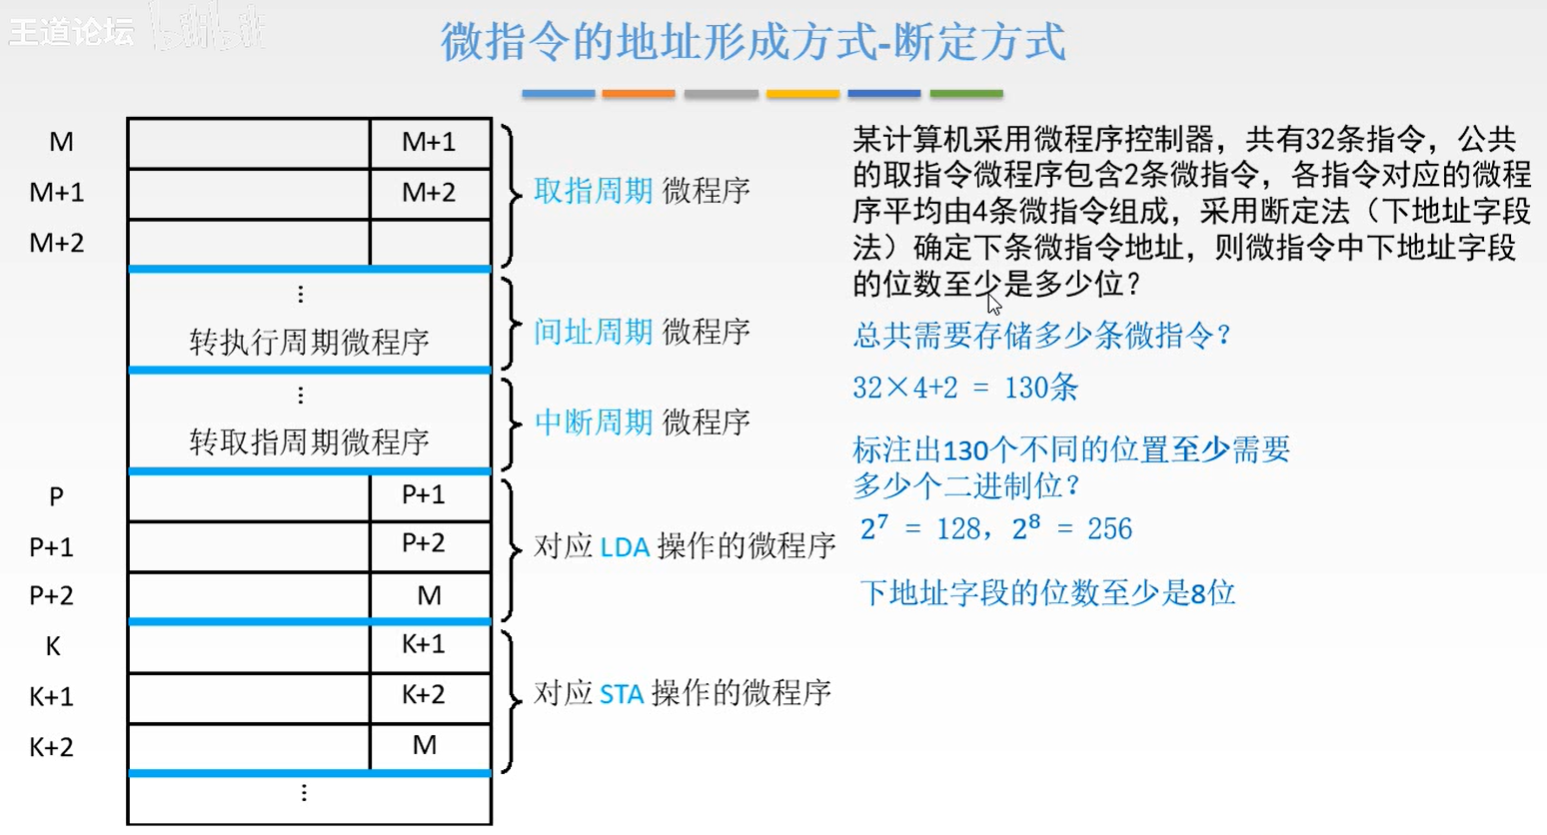 王道论坛 bilibili
微指令的地址形成方式-断定方式
M M+1
M+1 M+2
M+2
取指周期 微程序
⋮
转执行周期微程序
间址周期 微程序
⋮
转取指周期微程序
中断周期 微程序
P P+1
P+1 P+2
P+2 M
对应 LDA 操作的微程序
K K+1
K+1 K+2
K+2 M
对应 STA 操作的微程序
⋮
某计算机采用微程序控制器，共有32条指令，公共
的取指令微程序包含2条微指令，各指令对应的微程
序平均由4条微指令组成，采用断定法（下地址字段
法）确定下条微指令地址，则微指令中下地址字段
的位数至少是多少位？
总共需要存储多少条微指令？
32×4+2 = 130条
标注出130个不同的位置至少需要
多少个二进制位？
2⁷ = 128，2⁸ = 256
下地址字段的位数至少是8位